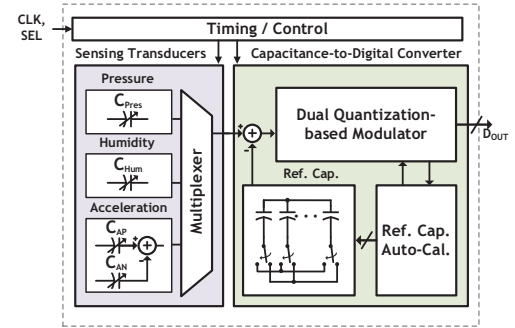 CLK,
SEL
Timing / Control
Sensing Transducers
Capacitance-to-Digital Converter
Pressure
CPres
Humidity
CHum
Acceleration
CAP
CAN
+
-
+
Multiplexer
+
-
+
Dual Quantization-
based Modulator
DOUT
Ref. Cap.
• • •
Ref. Cap.
Auto-Cal.